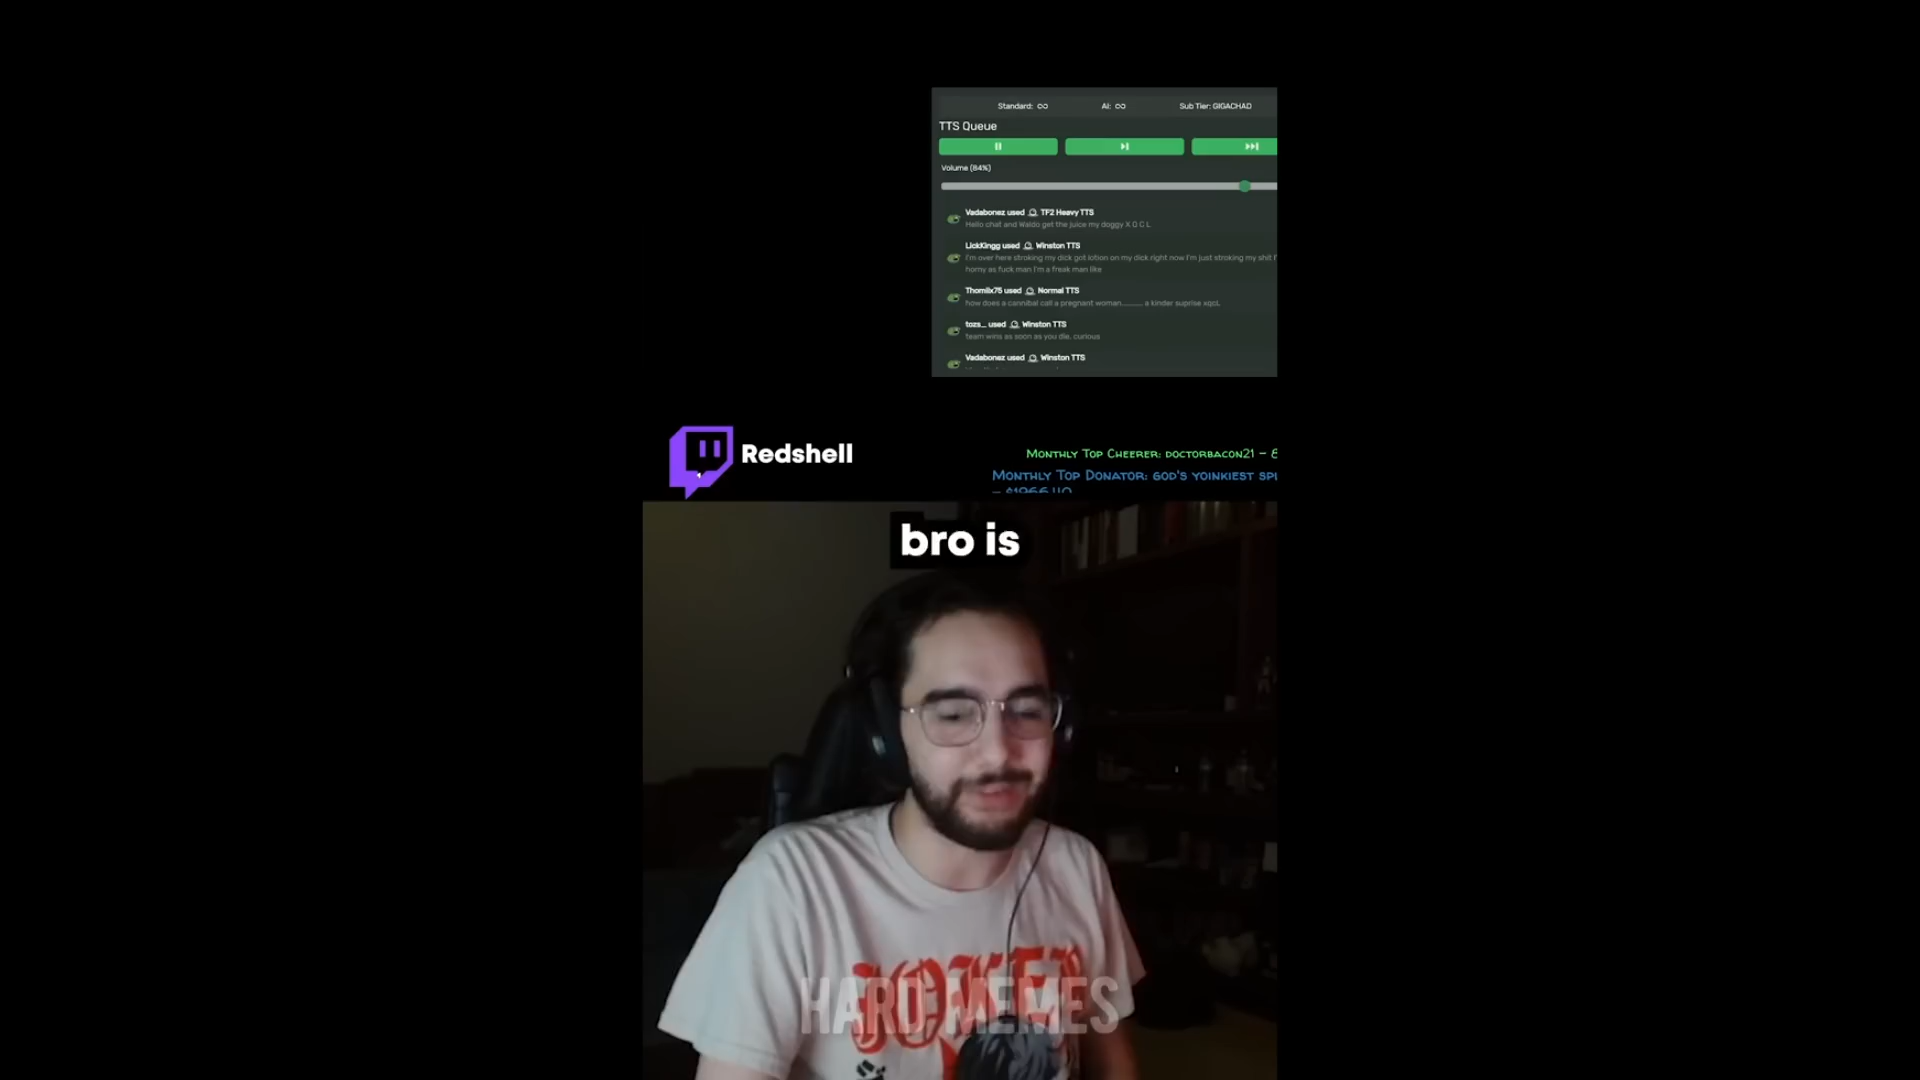 Standard: ∞ AI: ∞ Sub Tier: GIGACHAD
TTS Queue
Volume (84%)
Vadabonez used TF2 Heavy TTS
Hello chat and Waldo get the juice my doggy X Q C L
LickKingg used Winston TTS
I'm over here stroking my dick got lotion on my dick right now I'm just stroking my shit
horny as fuck man I'm a freak man like
Thomlix75 used Normal TTS
how does a cannibal call a pregnant woman.......... a kinder suprise xqcL
tozs_ used Winston TTS
team wins as soon as you die, curious
Vadabonez used Winston TTS
Redshell
Monthly Top Cheerer: doctorbacon21 -
Monthly Top Donator: god's yoinkiest spl
- $1966.40
bro is
JOKER
HARD MEMES